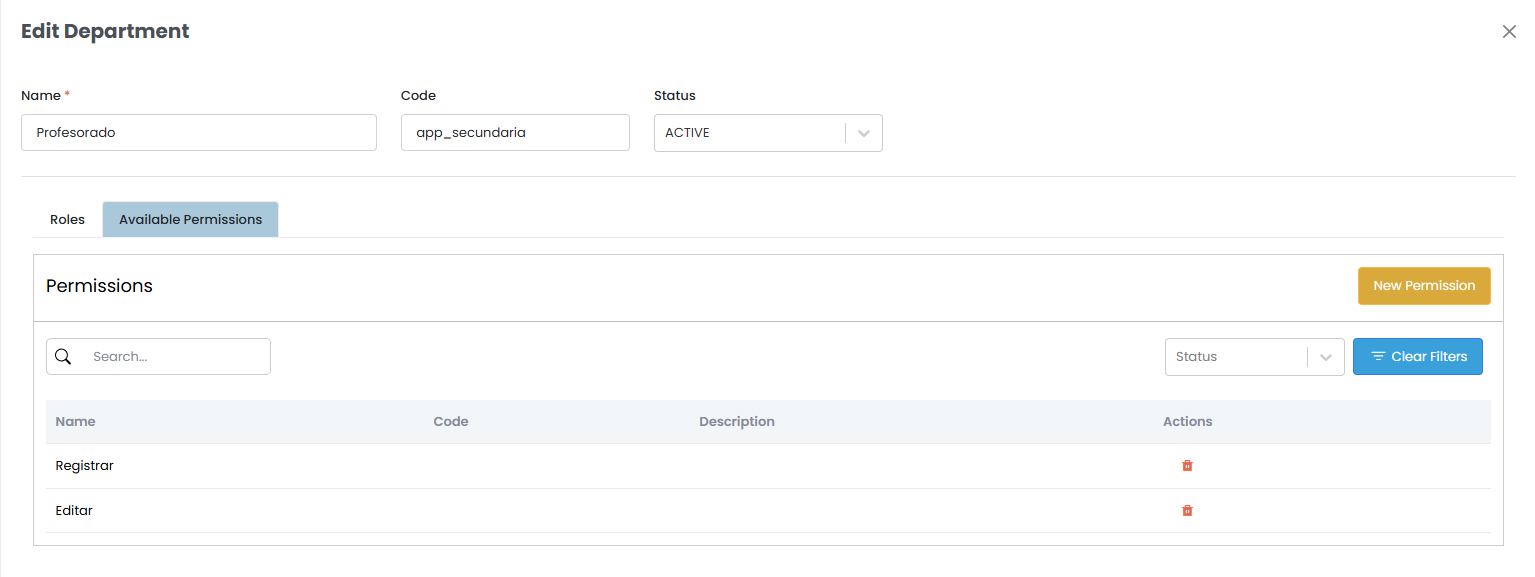 Edit Department
Name * Code Status
Profesorado app_secundaria ACTIVE
Roles Available Permissions
Permissions New Permission
Search... Status Clear Filters
Name Code Description Actions
Registrar
Editar